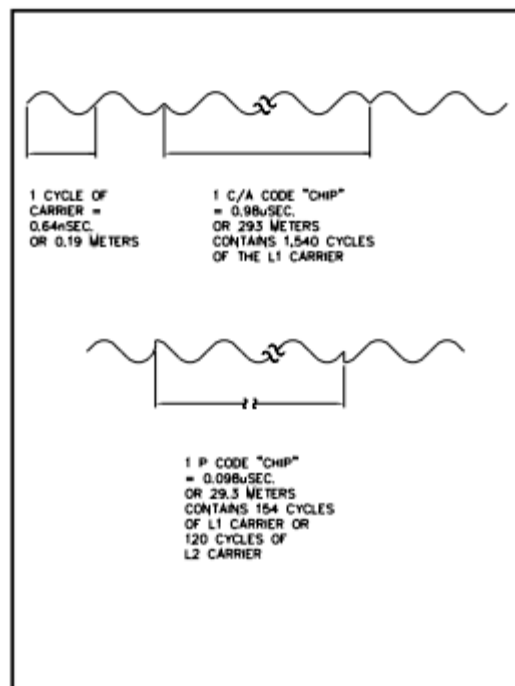 1 CYCLE OF
CARRIER =
0.64nSEC.
OR 0.19 METERS
1 C/A CODE "CHIP"
= 0.98uSEC.
OR 293 METERS
CONTAINS 1,540 CYCLES
OF THE L1 CARRIER
1 P CODE "CHIP"
= 0.098uSEC.
OR 29.3 METERS
CONTAINS 154 CYCLES
OF L1 CARRIER OR
120 CYCLES OF
L2 CARRIER